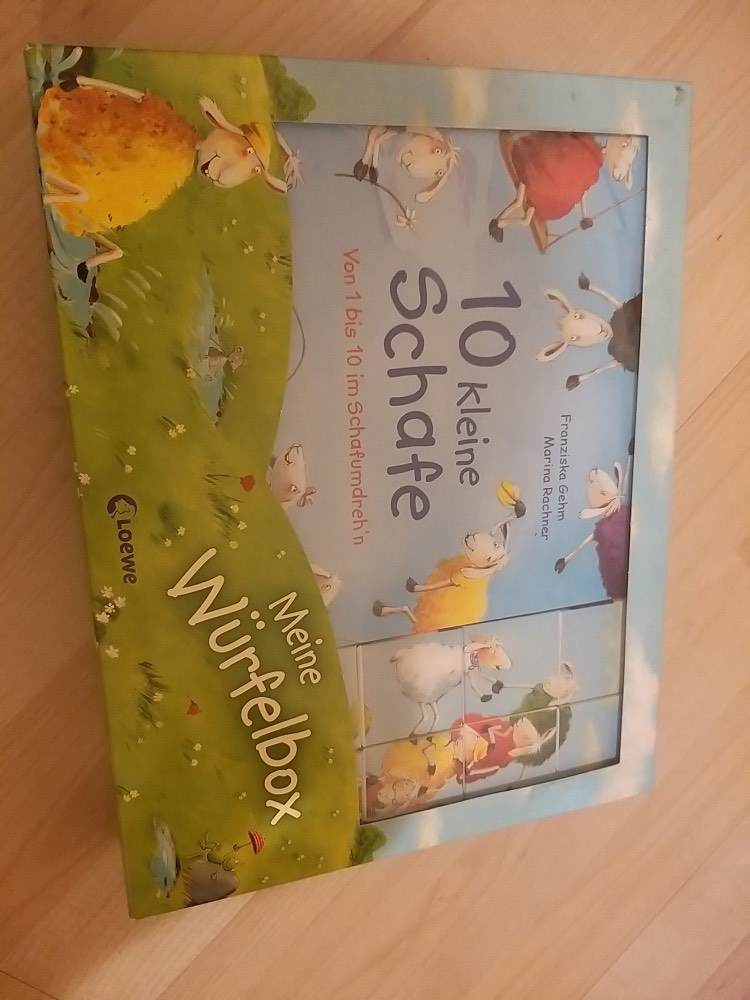 Franziska Gehm
Marina Rachner
10 kleine
Schafe
Von 1 bis 10 im Schafumdreh'n
Meine
Würfelbox
Loewe